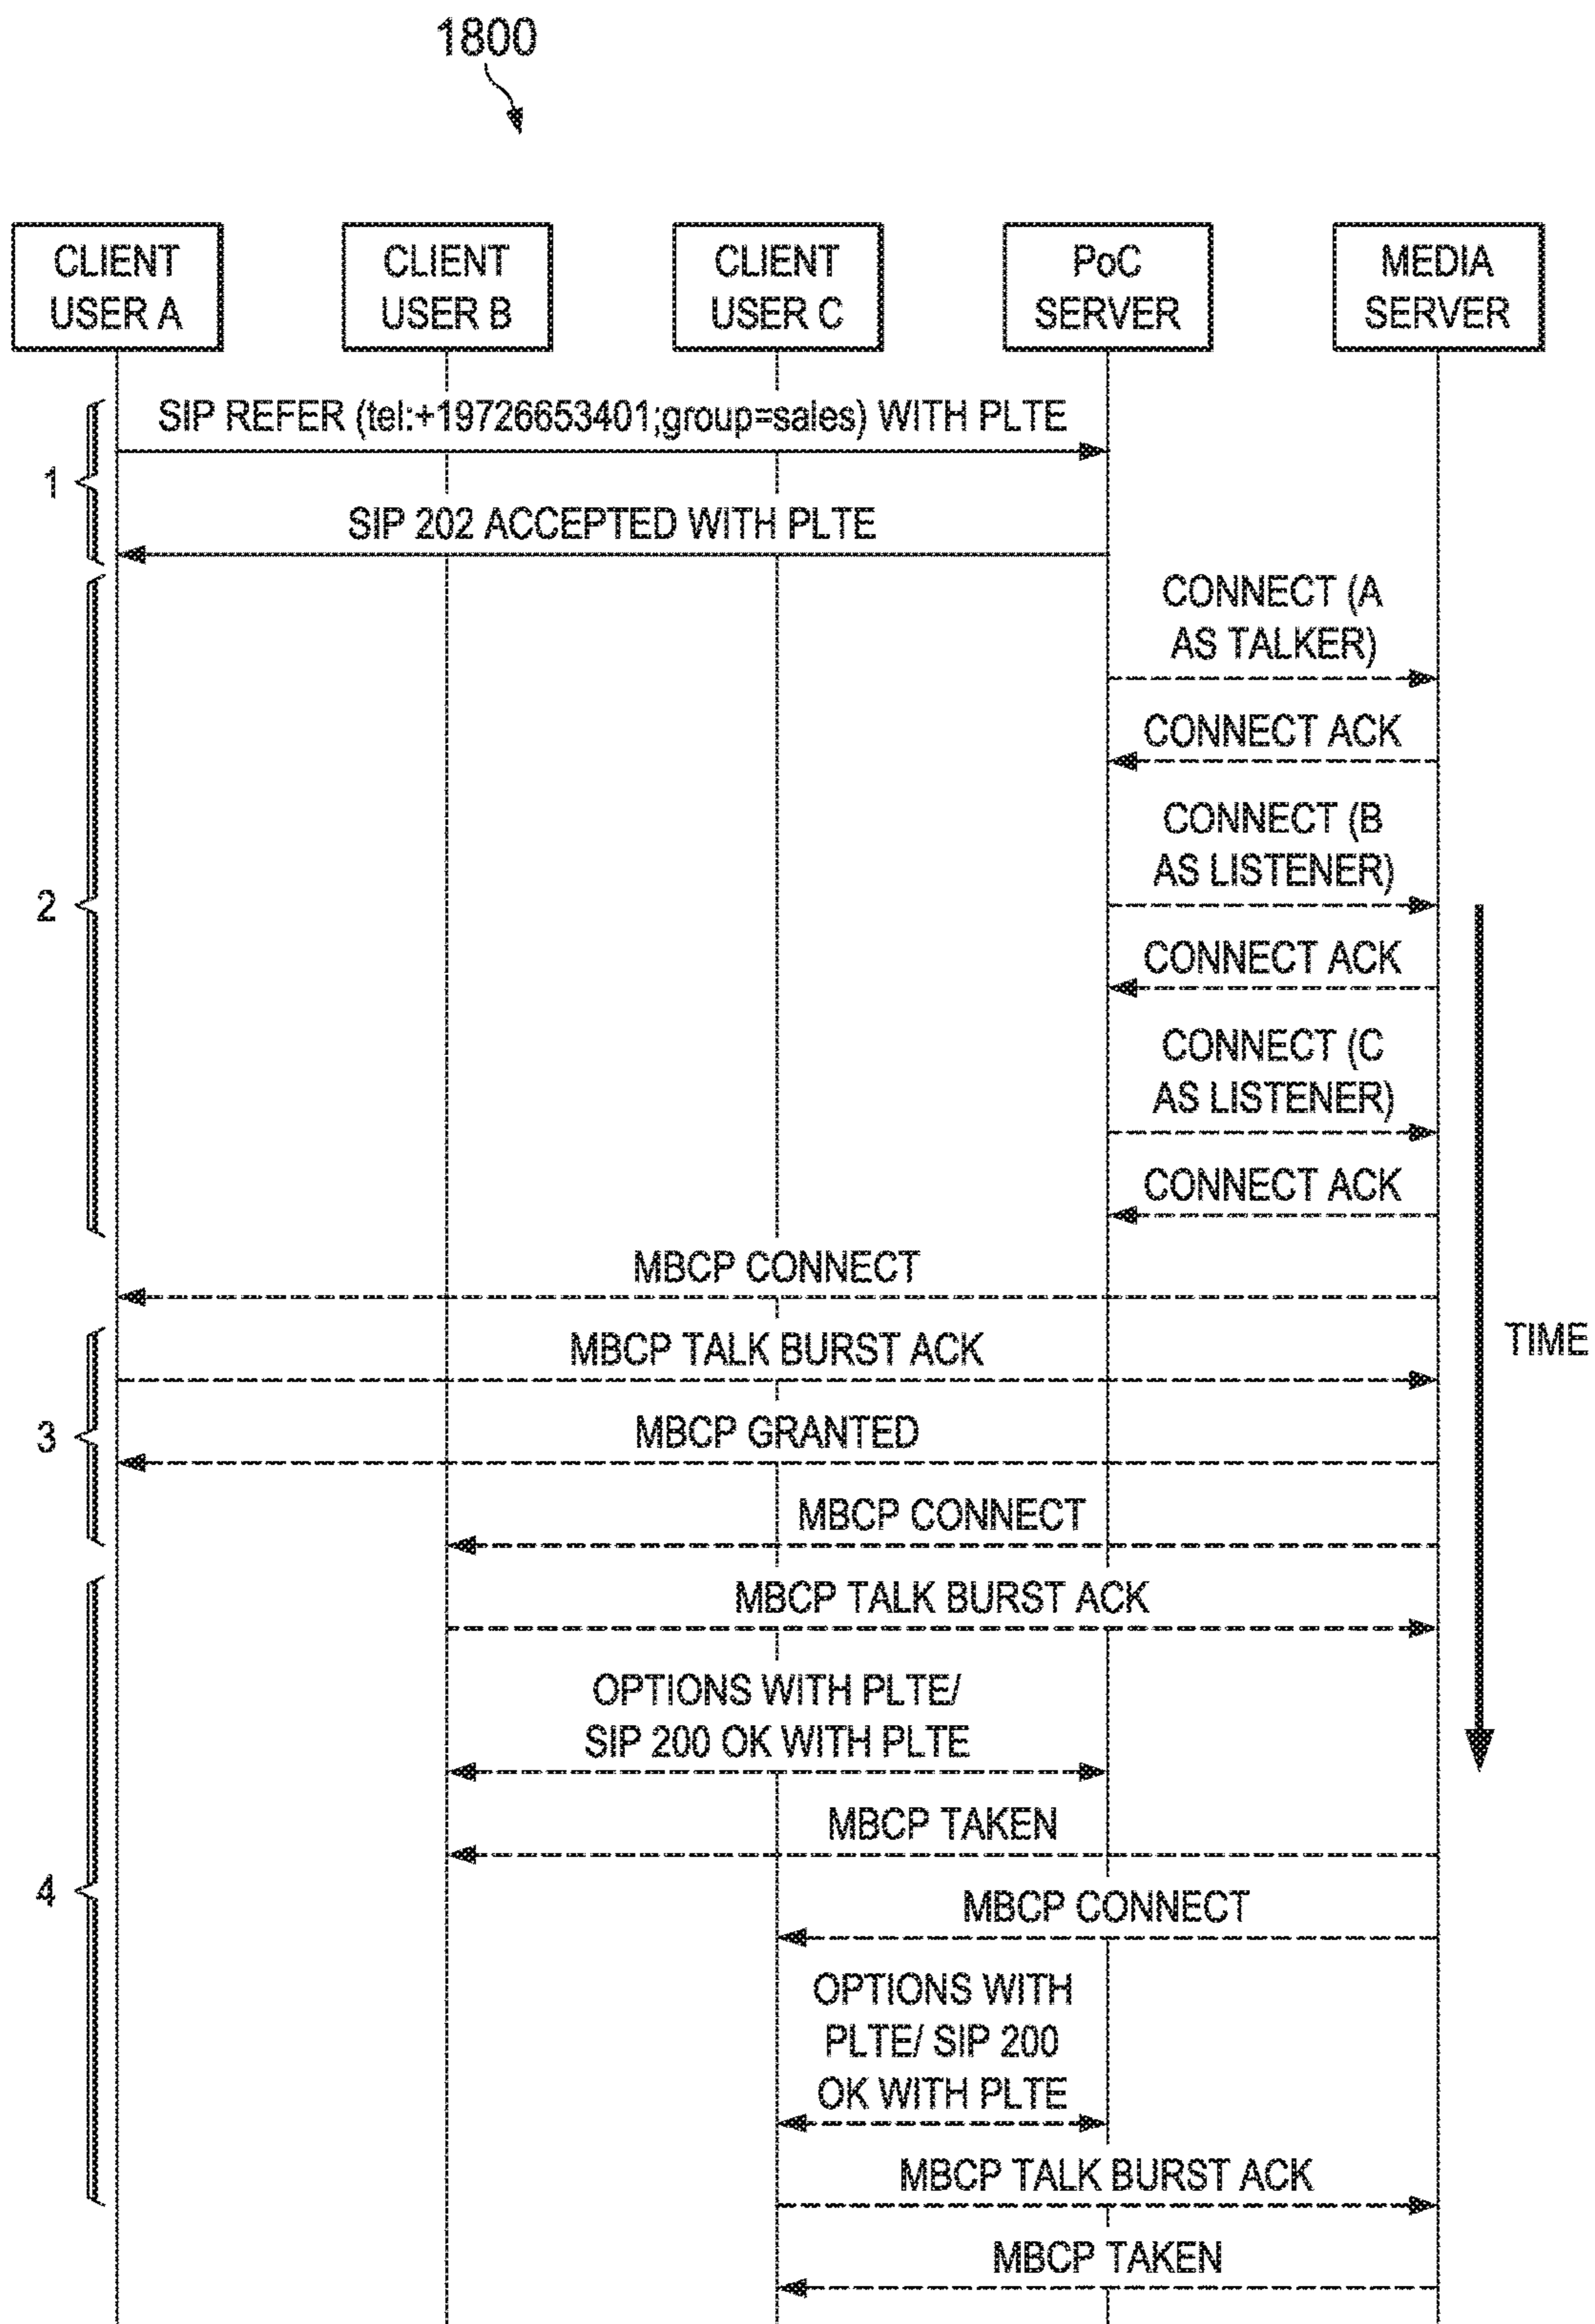 1800
CLIENT
USER A
CLIENT
USER B
CLIENT
USER C
PoC
SERVER
MEDIA
SERVER
SIP REFER (tel:+19726653401;group=sales) WITH PLTE
1
SIP 202 ACCEPTED WITH PLTE
CONNECT (A
AS TALKER)
CONNECT ACK
CONNECT (B
AS LISTENER)
2
CONNECT ACK
CONNECT (C
AS LISTENER)
CONNECT ACK
MBCP CONNECT
TIME
MBCP TALK BURST ACK
3
MBCP GRANTED
MBCP CONNECT
MBCP TALK BURST ACK
OPTIONS WITH PLTE/
SIP 200 OK WITH PLTE
MBCP TAKEN
4
MBCP CONNECT
OPTIONS WITH
PLTE/ SIP 200
OK WITH PLTE
MBCP TALK BURST ACK
MBCP TAKEN